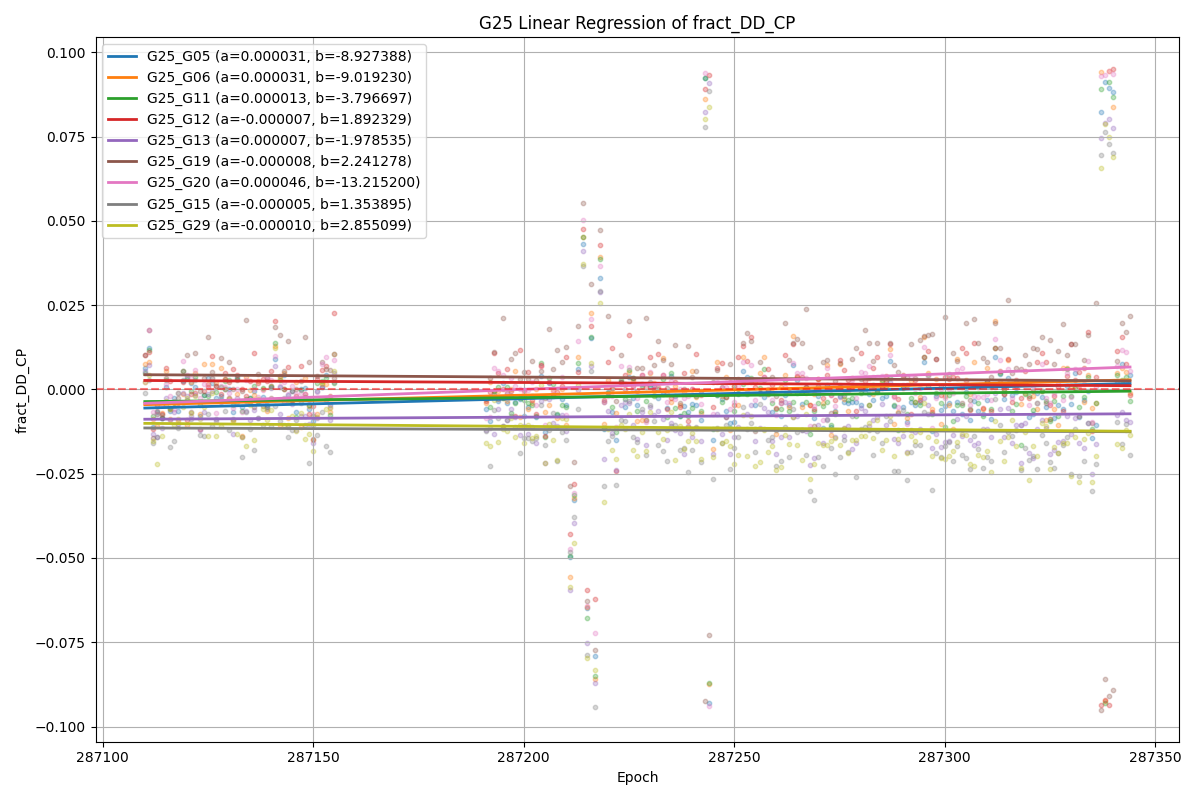 G25 Linear Regression of fract_DD_CP
G25_G05 (a=0.000031, b=-8.927388)
G25_G06 (a=0.000031, b=-9.019230)
G25_G11 (a=0.000013, b=-3.796697)
G25_G12 (a=-0.000007, b=1.892329)
G25_G13 (a=0.000007, b=-1.978535)
G25_G19 (a=-0.000008, b=2.241278)
G25_G20 (a=0.000046, b=-13.215200)
G25_G15 (a=-0.000005, b=1.353895)
G25_G29 (a=-0.000010, b=2.855099)
fract_DD_CP
0.100
0.075
0.050
0.025
0.000
−0.025
−0.050
−0.075
−0.100
287100
287150
287200
287250
287300
287350
Epoch